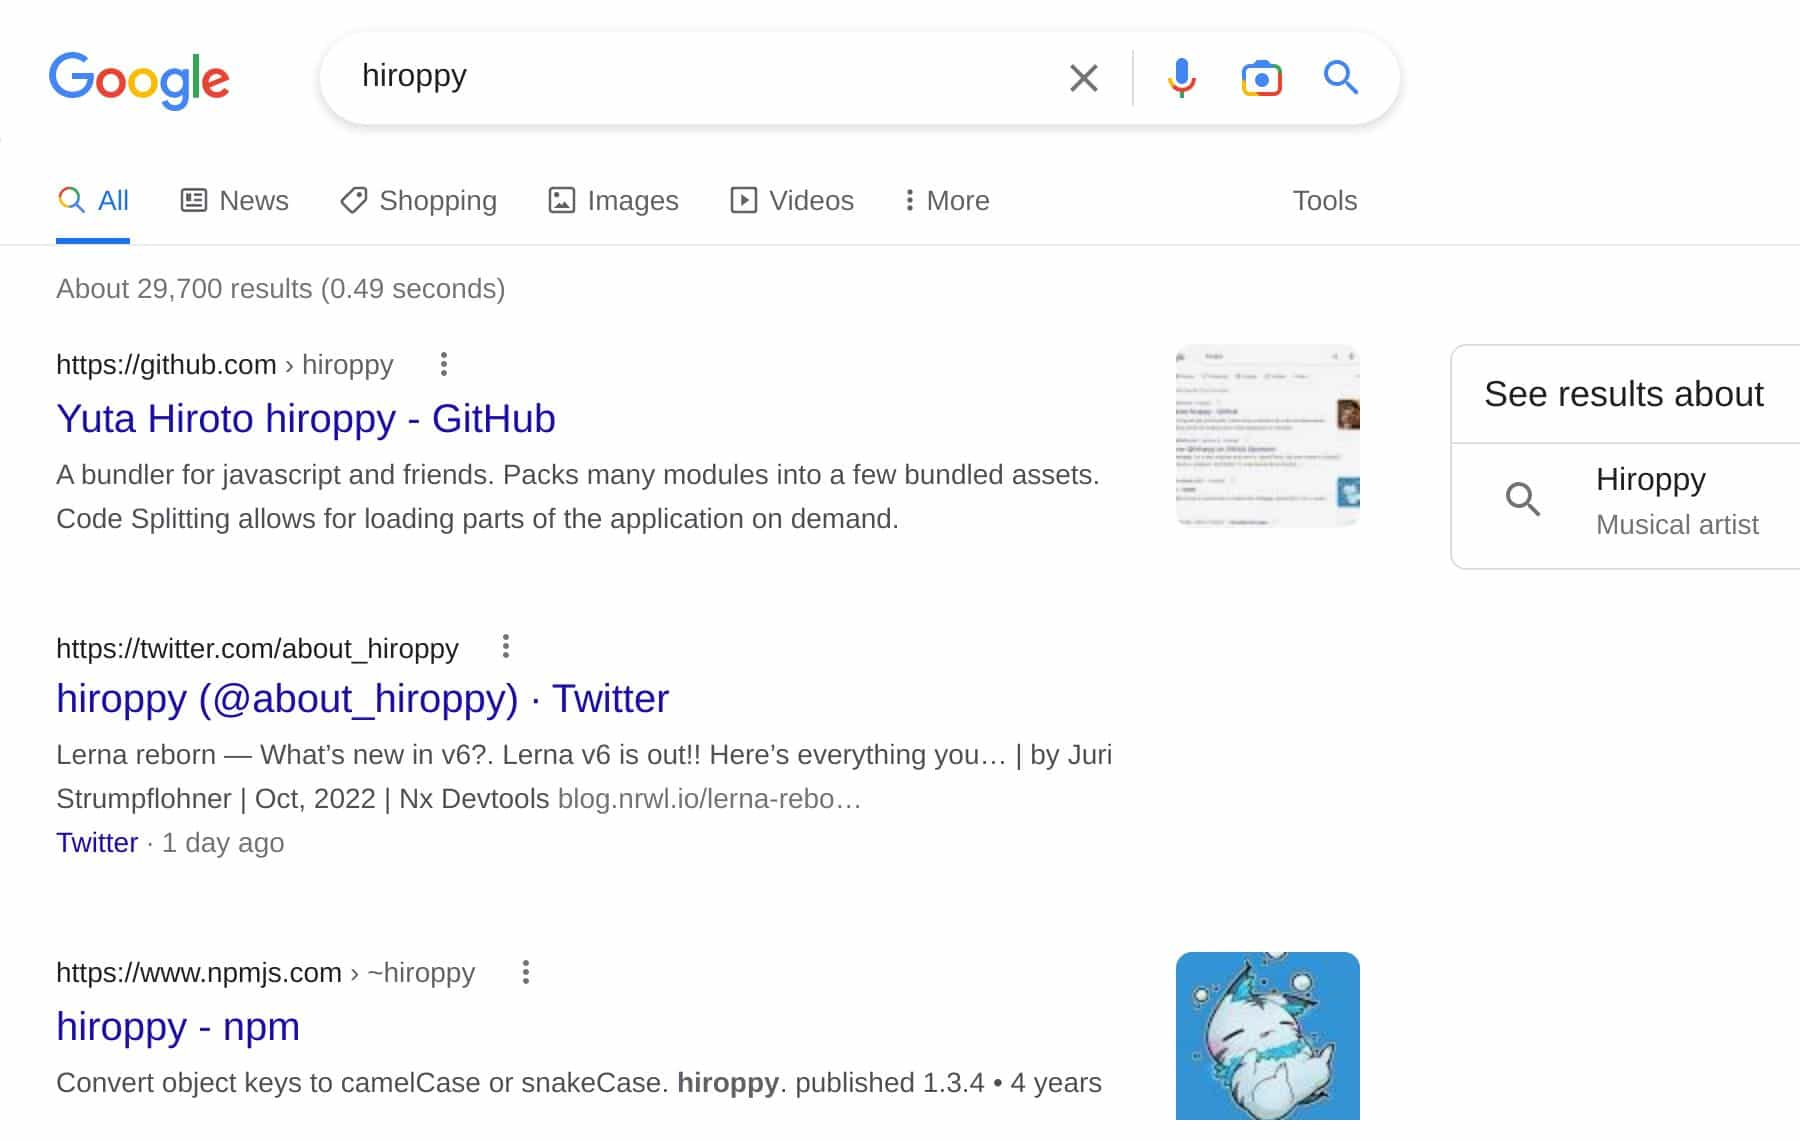 Google
hiroppy
All News Shopping Images Videos More Tools
About 29,700 results (0.49 seconds)
https://github.com › hiroppy
Yuta Hiroto hiroppy - GitHub
A bundler for javascript and friends. Packs many modules into a few bundled assets.
Code Splitting allows for loading parts of the application on demand.
See results about
Hiroppy
Musical artist
https://twitter.com/about_hiroppy
hiroppy (@about_hiroppy) · Twitter
Lerna reborn — What’s new in v6?. Lerna v6 is out!! Here’s everything you… | by Juri
Strumpflohner | Oct, 2022 | Nx Devtools blog.nrwl.io/lerna-rebo…
Twitter · 1 day ago
https://www.npmjs.com › ~hiroppy
hiroppy - npm
Convert object keys to camelCase or snakeCase. hiroppy. published 1.3.4 • 4 years